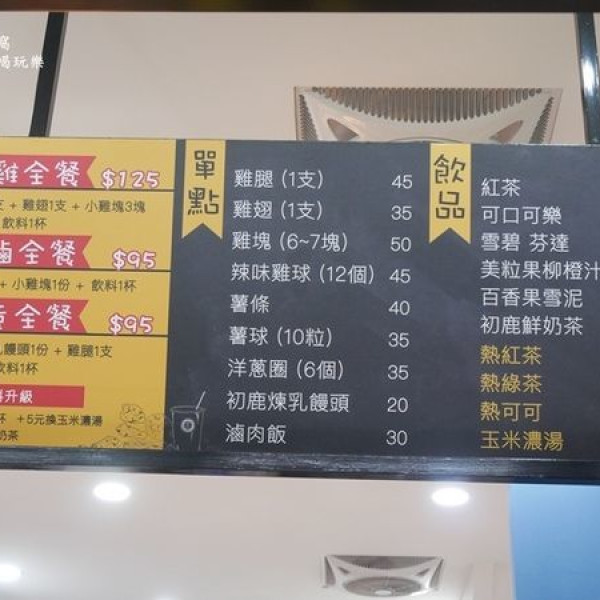 窩
喝玩樂
雞全餐 $125
支 + 雞翅1支 + 小雞塊3塊
飲料1杯
滷全餐 $95
+ 小雞塊1份 + 飲料1杯
全餐 $95
乳饅頭1份 + 雞腿1支
飲料1杯
升級
杯 +5元換玉米濃湯
奶茶
單點
雞腿 (1支) 45
雞翅 (1支) 35
雞塊 (6~7塊) 50
辣味雞球 (12個) 45
薯條 40
薯球 (10粒) 35
洋蔥圈 (6個) 35
初鹿煉乳饅頭 20
滷肉飯 30
飲品
紅茶
可口可樂
雪碧 芬達
美粒果柳橙汁
百香果雪泥
初鹿鮮奶茶
熱紅茶
熱綠茶
熱可可
玉米濃湯